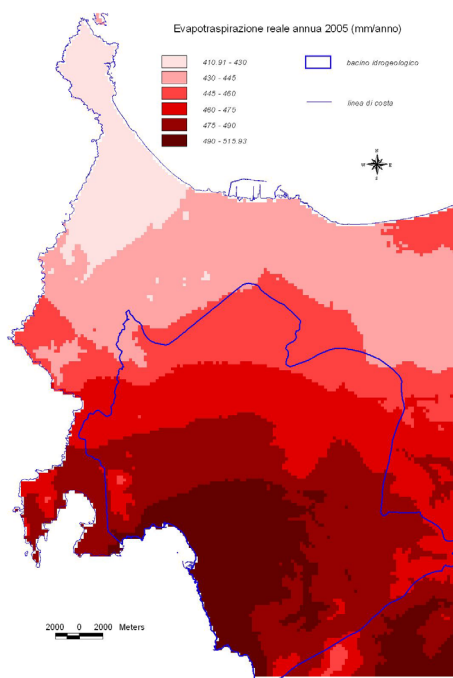 Evapotraspirazione reale annua 2005 (mm/anno)
410.91 - 430
430 - 445
445 - 460
460 - 475
475 - 490
490 - 515.93
bacino idrogeologico
linea di costa
N
W E
S
2000 0 2000 Meters